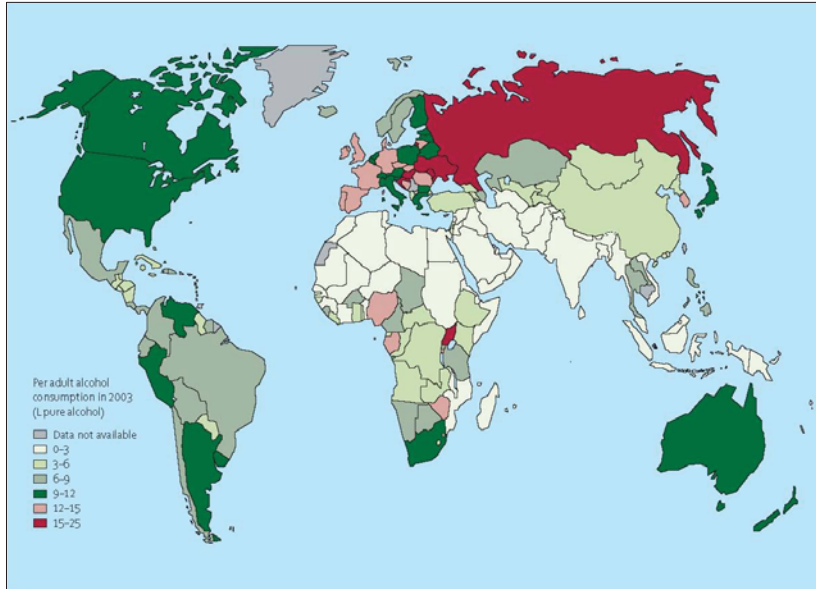 Per adult alcohol
consumption in 2003
(L pure alcohol)
Data not available
0–3
3–6
6–9
9–12
12–15
15–25